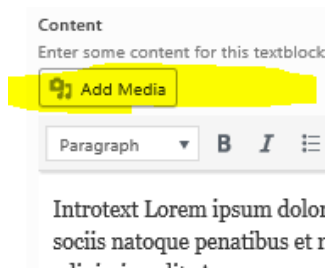 Content
Enter some content for this textblock
Add Media
Paragraph B I
Introtext Lorem ipsum dolor
sociis natoque penatibus et